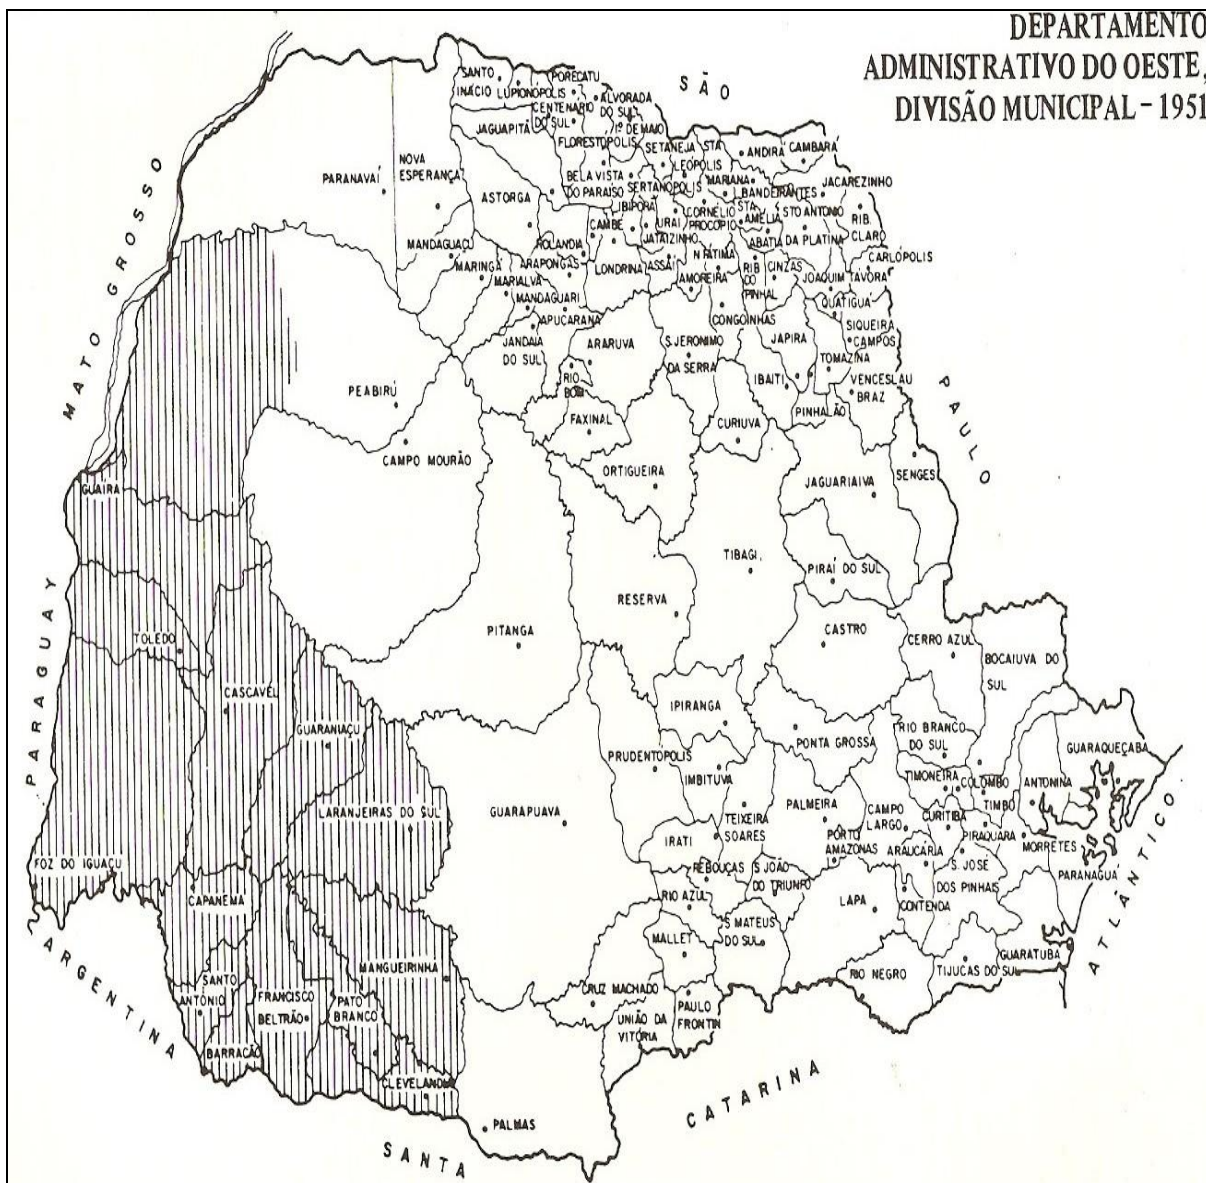 DEPARTAMENTO
ADMINISTRATIVO DO OESTE,
DIVISÃO MUNICIPAL - 1951
SÃO
PAULO
MATO GROSSO
PARAGUAY
ARGENTINA
SANTA
CATARINA
ATLÂNTICO
SANTO
INÁCIO
LUPIONÓPOLIS
PORECATU
CENTENÁRIO
DO SUL
ALVORADA
DO SUL
1º DE MAIO
JAGUAPITÃ
FLORESTÓPOLIS
SETANEJA
STA
MARIANA
LEÓPOLIS
ANDIRÁ
CAMBARÁ
PARANAVAÍ
NOVA
ESPERANÇA
ASTORGA
BELA VISTA
DO PARAISO
SERTANÓPOLIS
BANDEIRANTES
JACAREZINHO
IBIPORÃ
CAMBÉ
URAÍ
CORNÉLIO
PROCÓPIO
STA
AMÉLIA
STO ANTONIO
DA PLATINA
RIB.
CLARO
JATAIZINHO
ABATIA
MANDAGUAÇU
ROLANDIA
MARINGÁ
ARAPONGAS
LONDRINA
ASSAÍ
N FÁTIMA
RIB
DO
PINHAL
CINZAS
CARLÓPOLIS
MARIALVA
AMOREIRA
JOAQUIM TÁVORA
MANDAGUARI
APUCARANA
CONGOINHAS
QUATIGUÁ
JANDAIA
DO SUL
ARARUVA
S. JERONIMO
DA SERRA
JAPIRA
SIQUEIRA
CAMPOS
TOMAZINA
RIO
BOM
IBAITI
VENCESLAU
BRAZ
PEABIRÚ
FAXINAL
CURIUVA
PINHALÃO
CAMPO MOURÃO
ORTIGUEIRA
JAGUARIAIVA
SENGES
GUAÍRA
TIBAGI
PIRAÍ DO SUL
RESERVA
TOLEDO
PITANGA
CASTRO
CERRO AZUL
BOCAIUVA DO
SUL
CASCAVÉL
GUARANIAÇU
IPIRANGA
PONTA GROSSA
RIO BRANCO
DO SUL
GUARAQUEÇABA
PRUDENTÓPOLIS
IMBITUVA
TIMONEIRA
COLOMBO
ANTONINA
LARANJEIRAS DO SUL
GUARAPUAVA
TEIXEIRA
SOARES
PALMEIRA
CAMPO
LARGO
TIMBÓ
CURITIBA
PIRAQUARA
IRATI
PORTO
AMAZONAS
ARAUCÁRIA
MORRETES
FOZ DO IGUAÇU
REBOUÇAS
S JOÃO
DO TRIUNFO
S. JOSÉ
DOS PINHAIS
PARANAGUÁ
CAPANEMA
RIO AZUL
LAPA
CONTENDA
MALLET
S MATEUS
DO SUL
MANGUEIRINHA
GUARATUBA
SANTO
ANTÔNIO
FRANCISCO
BELTRÃO
PATO
BRANCO
CRUZ MACHADO
RIO NEGRO
TIJUCAS DO SUL
PAULO
FRONTIN
UNIÃO DA
VITÓRIA
BARRACÃO
CLEVELANDIA
PALMAS